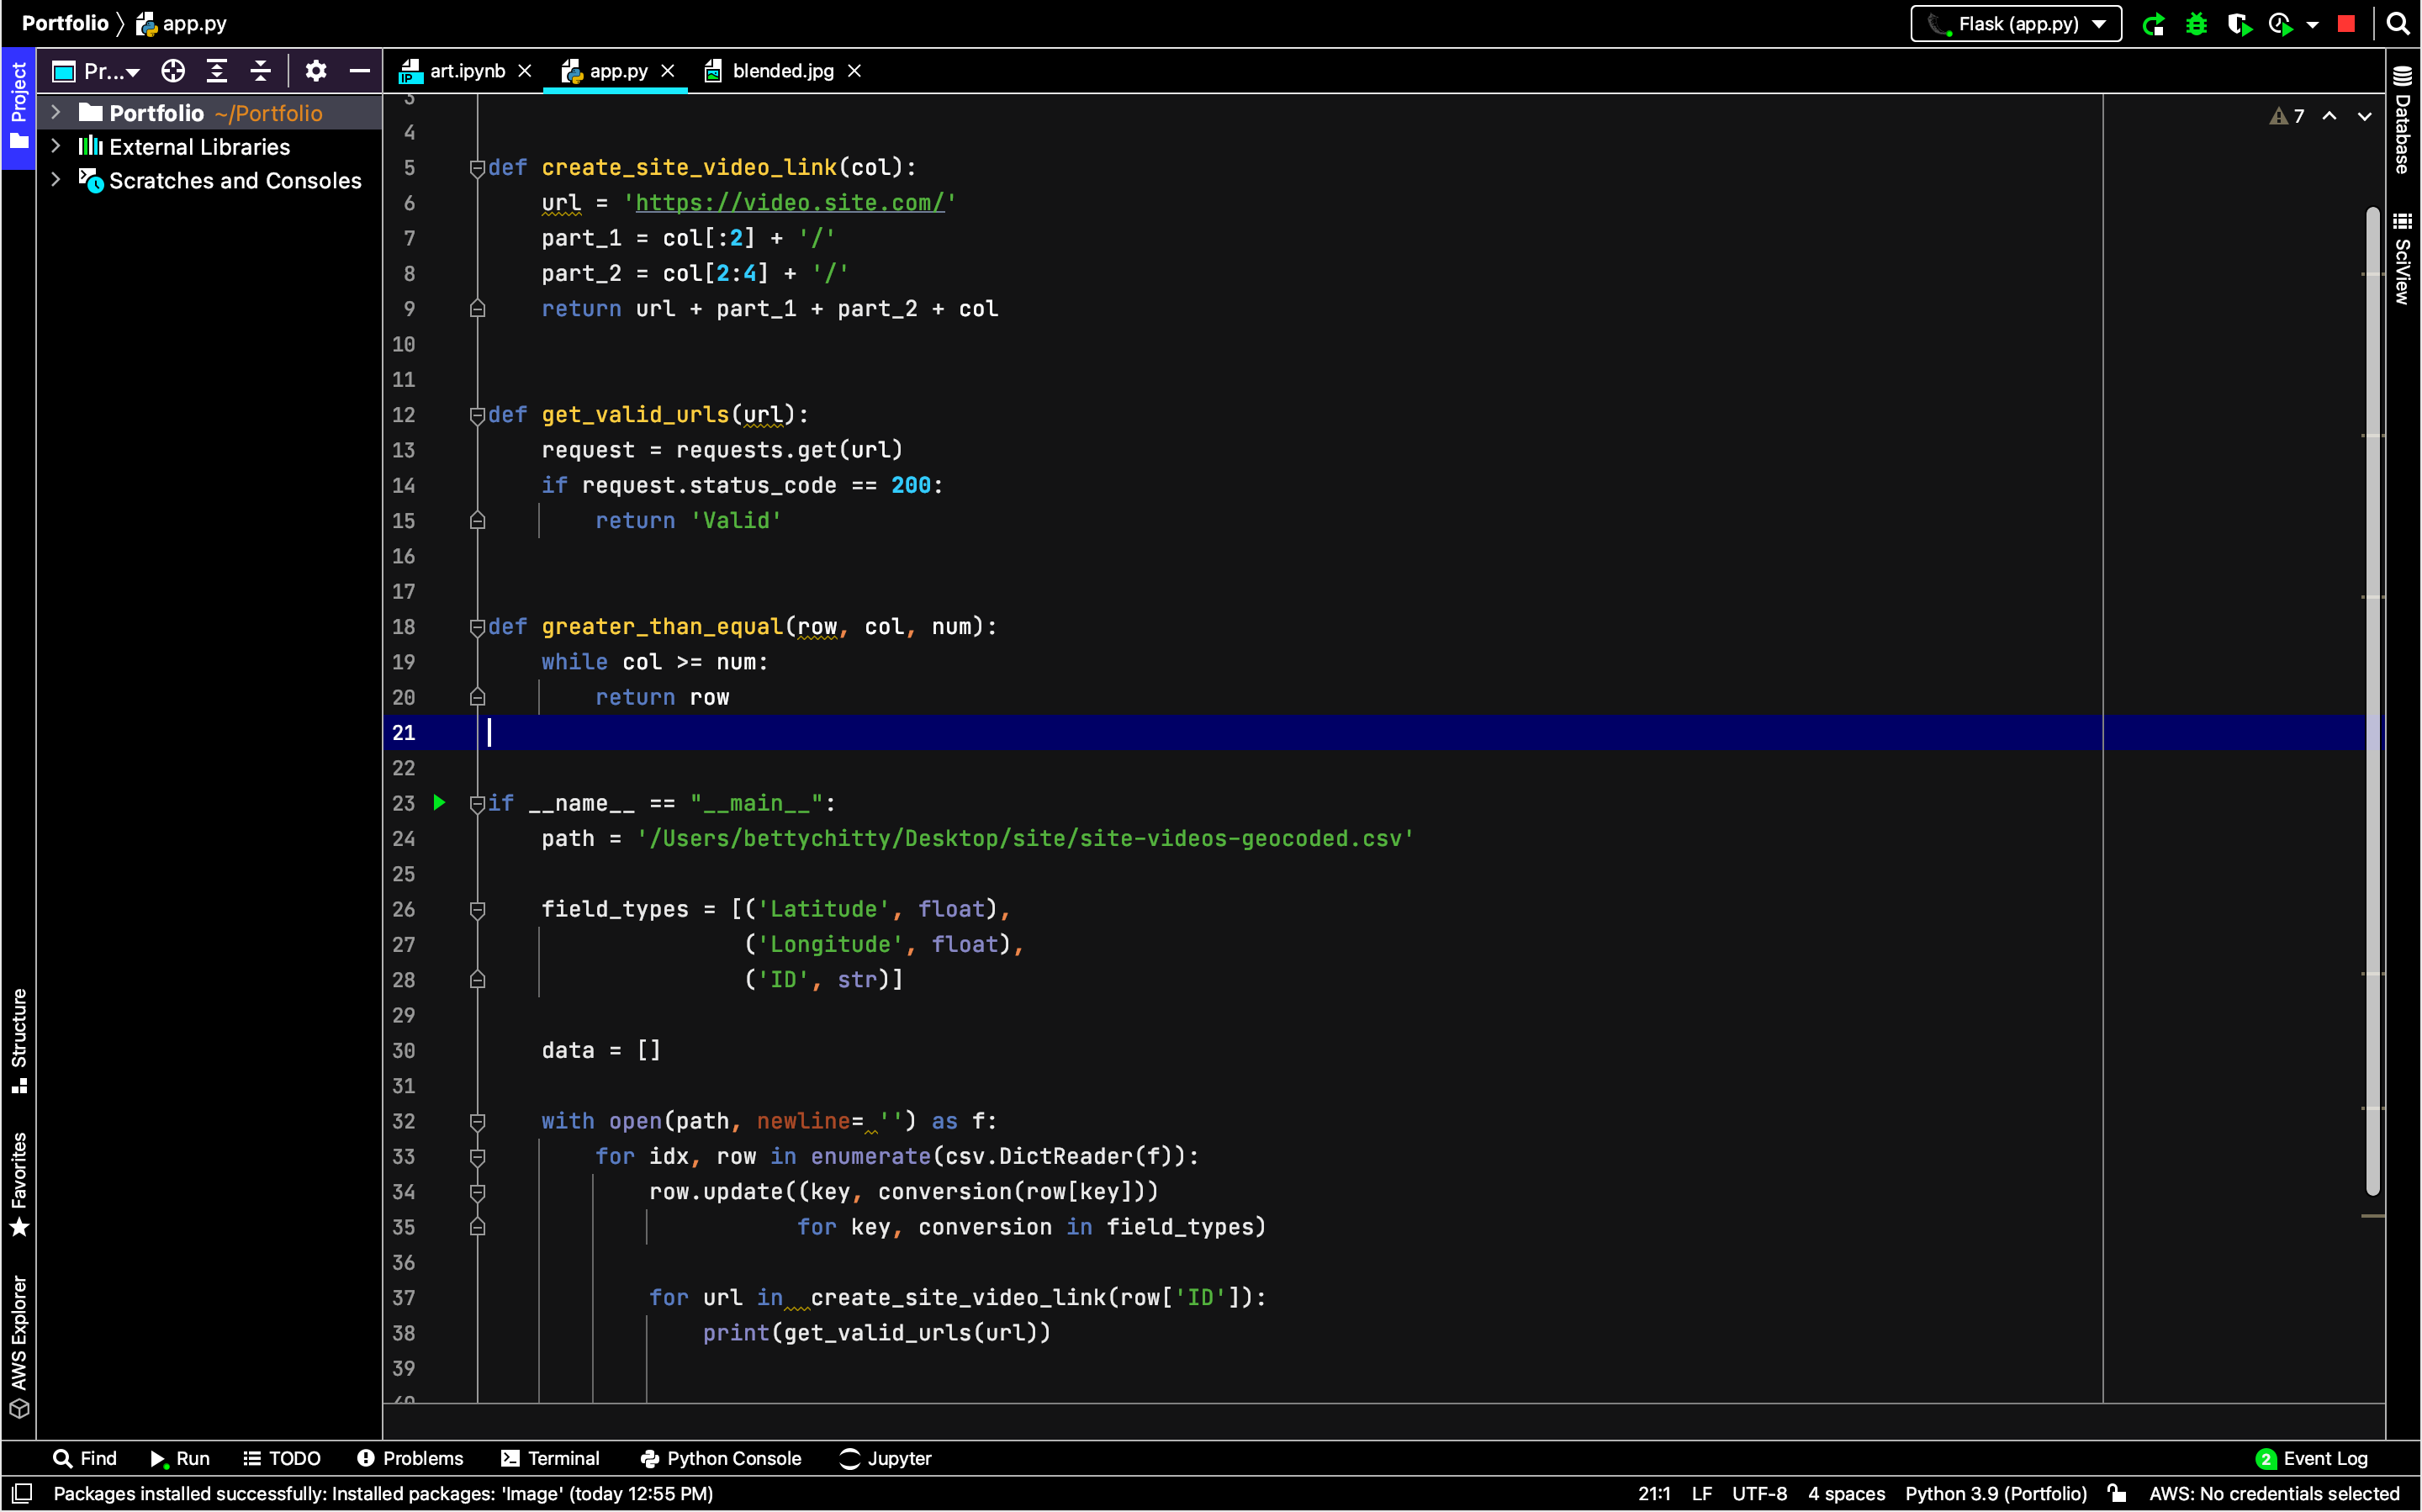 Portfolio app.py Flask (app.py)
Project Pr... art.ipynb app.py blended.jpg Database
Portfolio ~/Portfolio
External Libraries
Scratches and Consoles
SciView
7
3
4
5 def create_site_video_link(col):
6 url = 'https://video.site.com/'
7 part_1 = col[:2] + '/'
8 part_2 = col[2:4] + '/'
9 return url + part_1 + part_2 + col
10
11
12 def get_valid_urls(url):
13 request = requests.get(url)
14 if request.status_code == 200:
15 return 'Valid'
16
17
18 def greater_than_equal(row, col, num):
19 while col >= num:
20 return row
21
22
23 if __name__ == "__main__":
24 path = '/Users/bettychitty/Desktop/site/site-videos-geocoded.csv'
25
26 field_types = [('Latitude', float),
27 ('Longitude', float),
28 ('ID', str)]
29
30 data = []
31
32 with open(path, newline= '') as f:
33 for idx, row in enumerate(csv.DictReader(f)):
34 row.update((key, conversion(row[key]))
35 for key, conversion in field_types)
36
37 for url in  create_site_video_link(row['ID']):
38 print(get_valid_urls(url))
39
40
Structure
Favorites
AWS Explorer
Find Run TODO Problems Terminal Python Console Jupyter 2 Event Log
Packages installed successfully: Installed packages: 'Image' (today 12:55 PM) 21:1 LF UTF-8 4 spaces Python 3.9 (Portfolio) AWS: No credentials selected